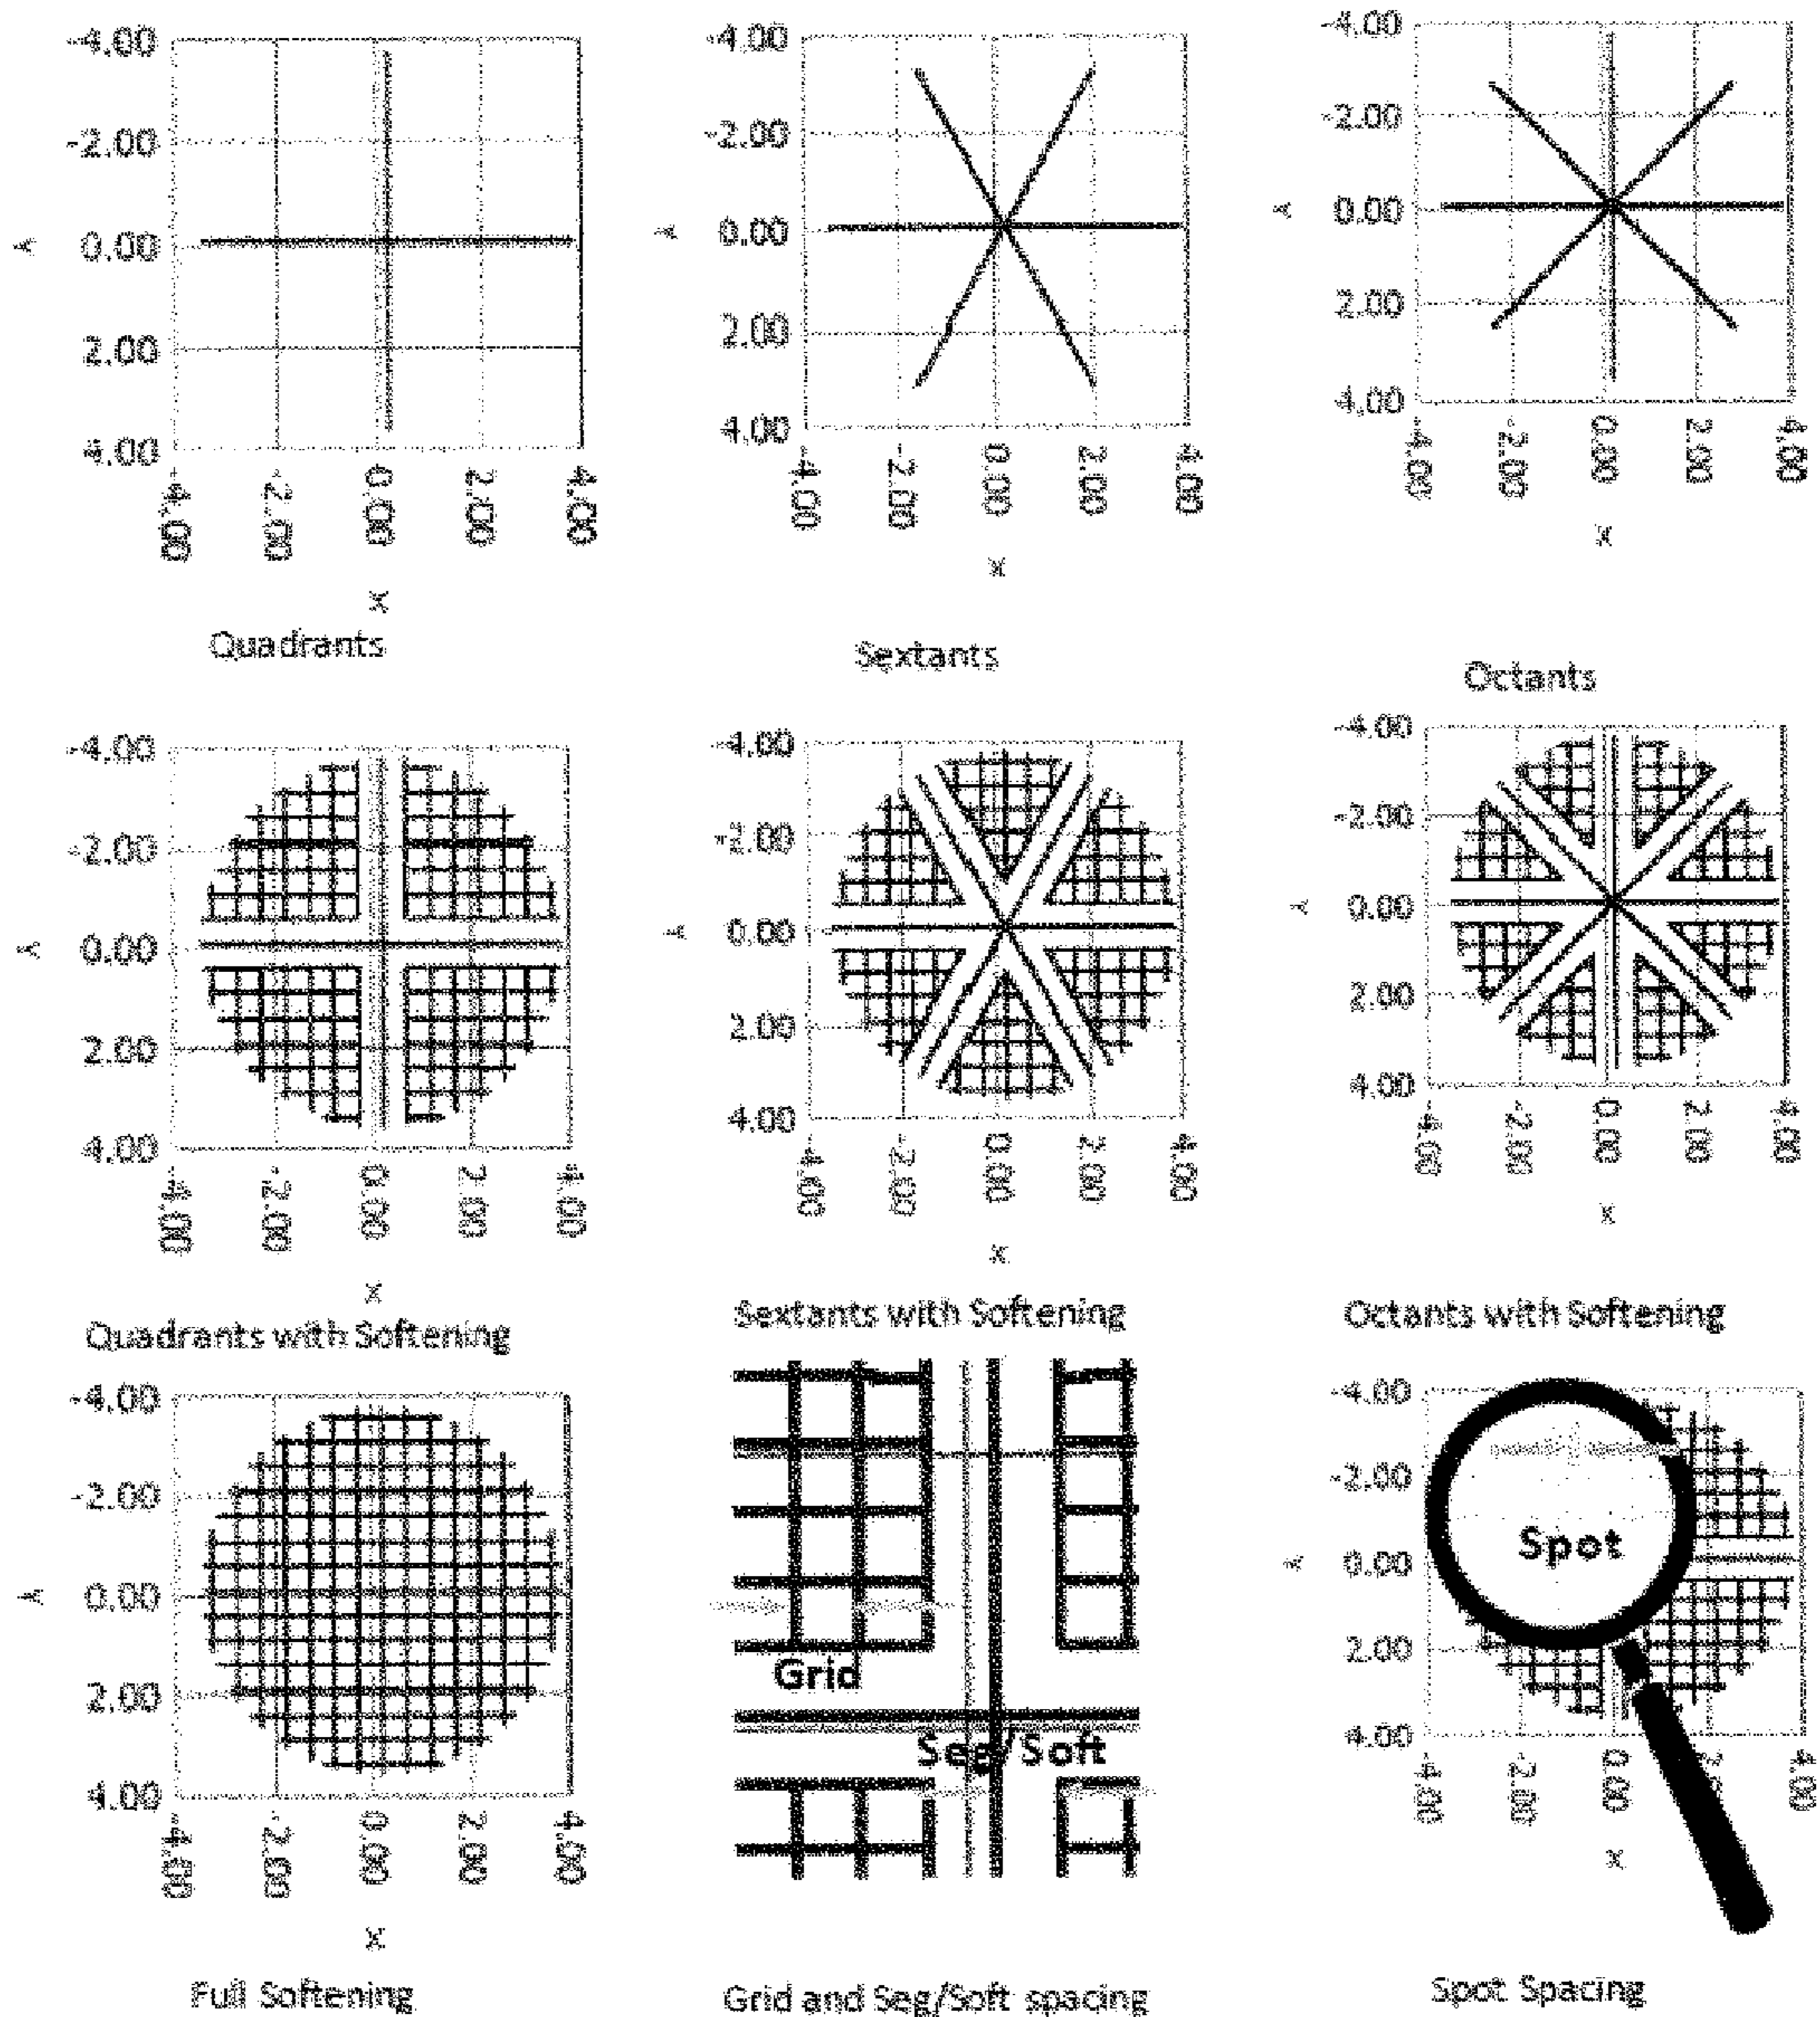 -4.00
-2.00
Y 0.00
2.00
4.00
-4.00 -2.00 0.00 2.00 4.00
X
Quadrants
-4.00
-2.00
Y 0.00
2.00
4.00
-4.00 -2.00 0.00 2.00 4.00
X
Sextants
-4.00
-2.00
Y 0.00
2.00
4.00
-4.00 -2.00 0.00 2.00 4.00
X
Octants
-4.00
-2.00
Y 0.00
2.00
4.00
-4.00 -2.00 0.00 2.00 4.00
X
Quadrants with Softening
-4.00
-2.00
Y 0.00
2.00
4.00
-4.00 -2.00 0.00 2.00 4.00
X
Sextants with Softening
-4.00
-2.00
Y 0.00
2.00
4.00
-4.00 -2.00 0.00 2.00 4.00
X
Octants with Softening
-4.00
-2.00
Y 0.00
2.00
4.00
-4.00 -2.00 0.00 2.00 4.00
X
Full Softening
Grid
Seg/Soft
Grid and Seg/Soft spacing
-4.00
-2.00
Spot
Y 0.00
2.00
4.00
-4.00 -2.00 0.00 4.00
X
Spot Spacing